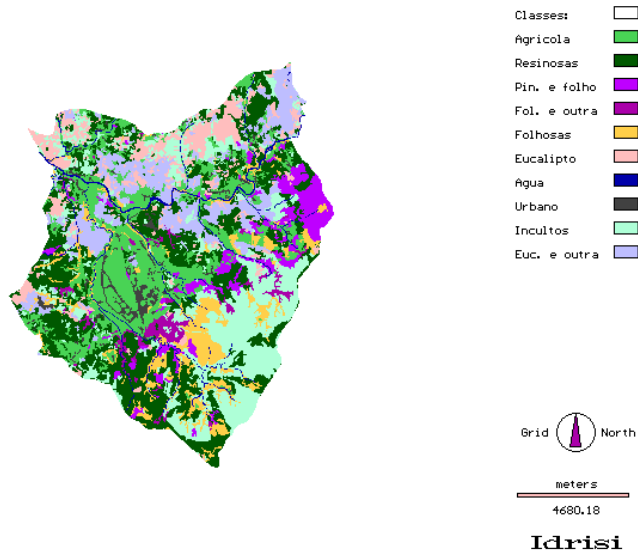 Classes:
Agricola
Resinosas
Pin. e folho
Fol. e outra
Folhosas
Eucalipto
Agua
Urbano
Incultos
Euc. e outra
Grid North
meters
4680.18
Idrisi